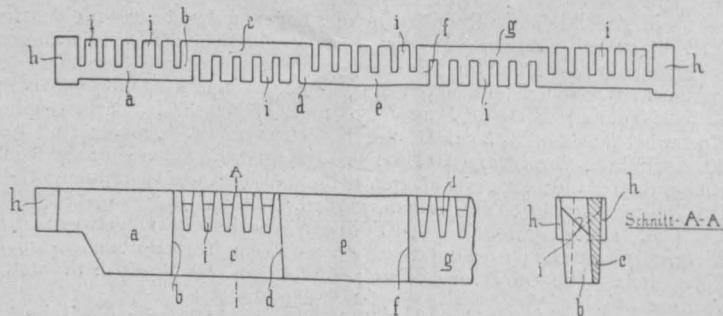 i i b c i f g i
h h
a i d e i
A i
h a i c e g h h Schnitt-A-A
i e
b i d f b